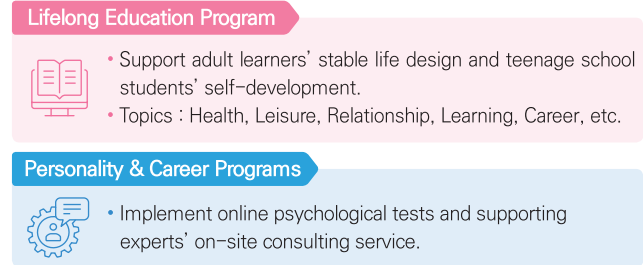 Lifelong Education Program
• Support adult learners’ stable life design and teenage school
students’ self-development.
• Topics : Health, Leisure, Relationship, Learning, Career, etc.
Personality & Career Programs
• Implement online psychological tests and supporting
experts’ on-site consulting service.